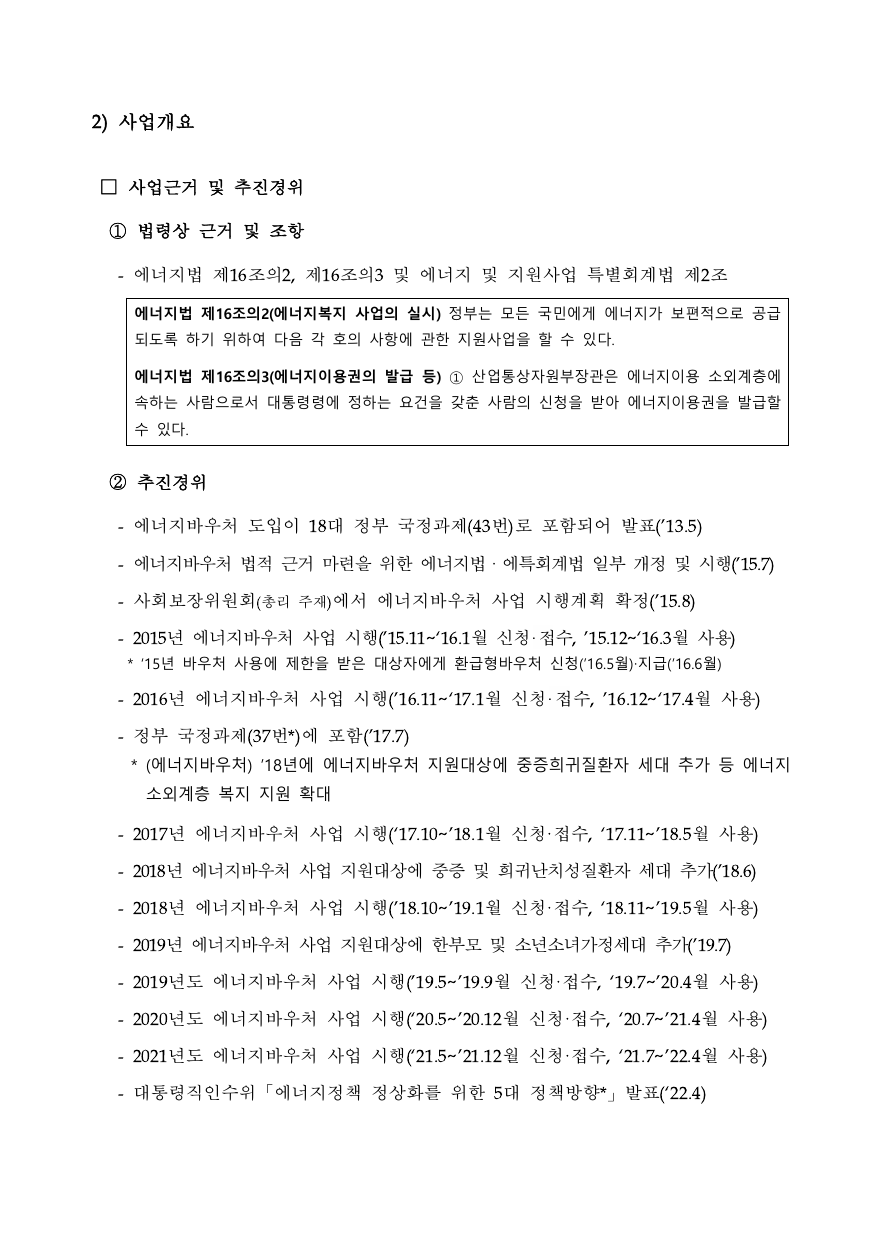 2) 사업개요
□ 사업근거 및 추진경위
① 법령상 근거 및 조항
- 에너지법 제16조의2, 제16조의3 및 에너지 및 지원사업 특별회계법 제2조
에너지법 제16조의2(에너지복지 사업의 실시) 정부는 모든 국민에게 에너지가 보편적으로 공급
되도록 하기 위하여 다음 각 호의 사항에 관한 지원사업을 할 수 있다.
에너지법 제16조의3(에너지이용권의 발급 등) ① 산업통상자원부장관은 에너지이용 소외계층에
속하는 사람으로서 대통령령에 정하는 요건을 갖춘 사람의 신청을 받아 에너지이용권을 발급할
수 있다.
② 추진경위
- 에너지바우처 도입이 18대 정부 국정과제(43번)로 포함되어 발표(’13.5)
- 에너지바우처 법적 근거 마련을 위한 에너지법 · 에특회계법 일부 개정 및 시행(’15.7)
- 사회보장위원회(총리 주재)에서 에너지바우처 사업 시행계획 확정(’15.8)
- 2015년 에너지바우처 사업 시행(’15.11~‘16.1월 신청·접수, ’15.12~‘16.3월 사용)
* ’15년 바우처 사용에 제한을 받은 대상자에게 환급형바우처 신청(’16.5월)·지급(’16.6월)
- 2016년 에너지바우처 사업 시행(’16.11~‘17.1월 신청·접수, ’16.12~‘17.4월 사용)
- 정부 국정과제(37번*)에 포함(’17.7)
* (에너지바우처) ’18년에 에너지바우처 지원대상에 중증희귀질환자 세대 추가 등 에너지
소외계층 복지 지원 확대
- 2017년 에너지바우처 사업 시행(‘17.10~’18.1월 신청·접수, ‘17.11~’18.5월 사용)
- 2018년 에너지바우처 사업 지원대상에 중증 및 희귀난치성질환자 세대 추가(’18.6)
- 2018년 에너지바우처 사업 시행(’18.10~’19.1월 신청·접수, ‘18.11~’19.5월 사용)
- 2019년 에너지바우처 사업 지원대상에 한부모 및 소년소녀가정세대 추가(’19.7)
- 2019년도 에너지바우처 사업 시행(’19.5~’19.9월 신청·접수, ‘19.7~’20.4월 사용)
- 2020년도 에너지바우처 사업 시행(‘20.5~’20.12월 신청·접수, ‘20.7~’21.4월 사용)
- 2021년도 에너지바우처 사업 시행(‘21.5~’21.12월 신청·접수, ‘21.7~’22.4월 사용)
- 대통령직인수위「에너지정책 정상화를 위한 5대 정책방향*」발표(‘22.4)